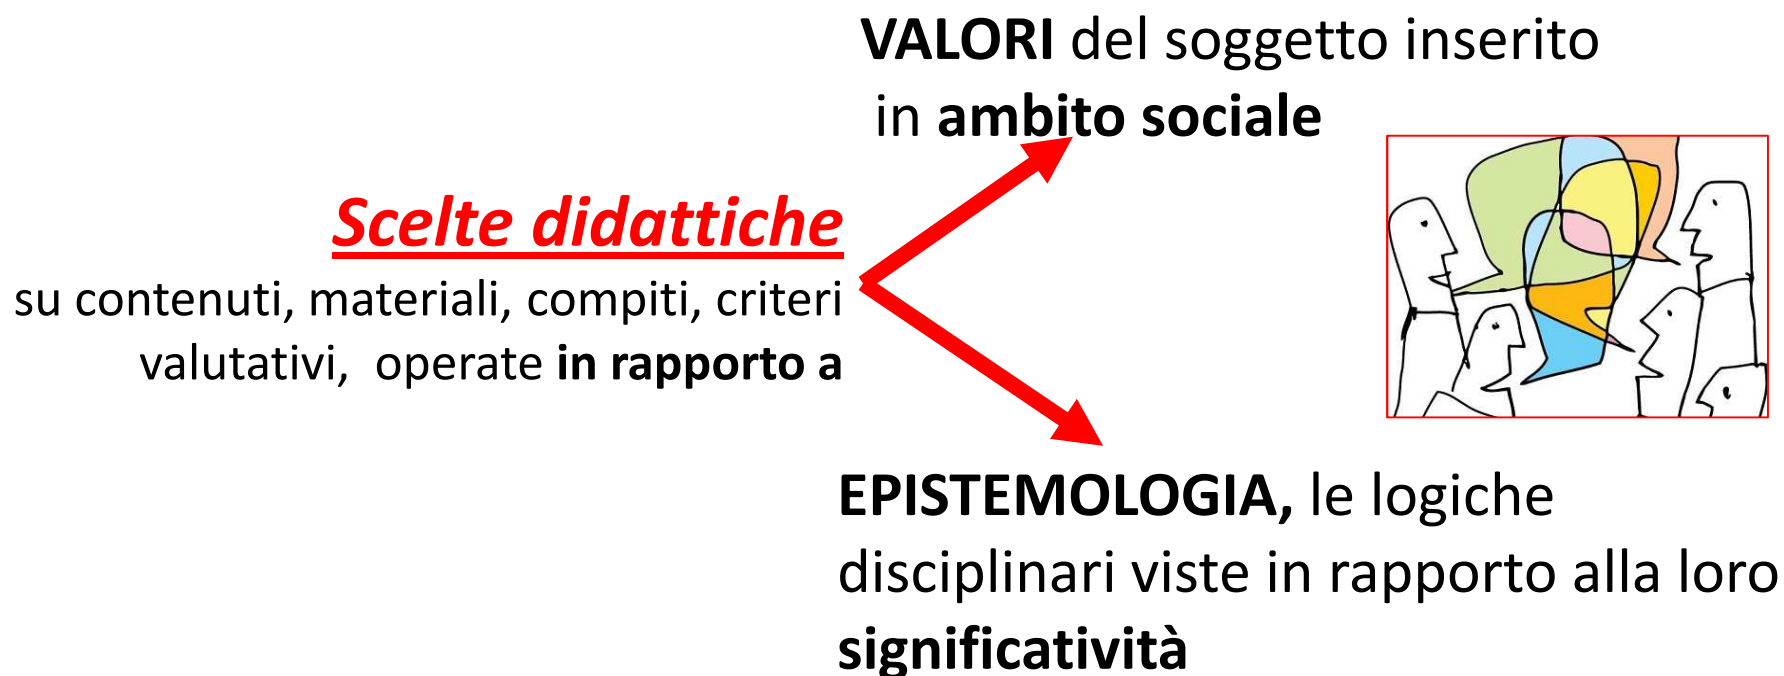 VALORI del soggetto inserito
in ambito sociale
Scelte didattiche
su contenuti, materiali, compiti, criteri
valutativi, operate in rapporto a
EPISTEMOLOGIA, le logiche
disciplinari viste in rapporto alla loro
significatività